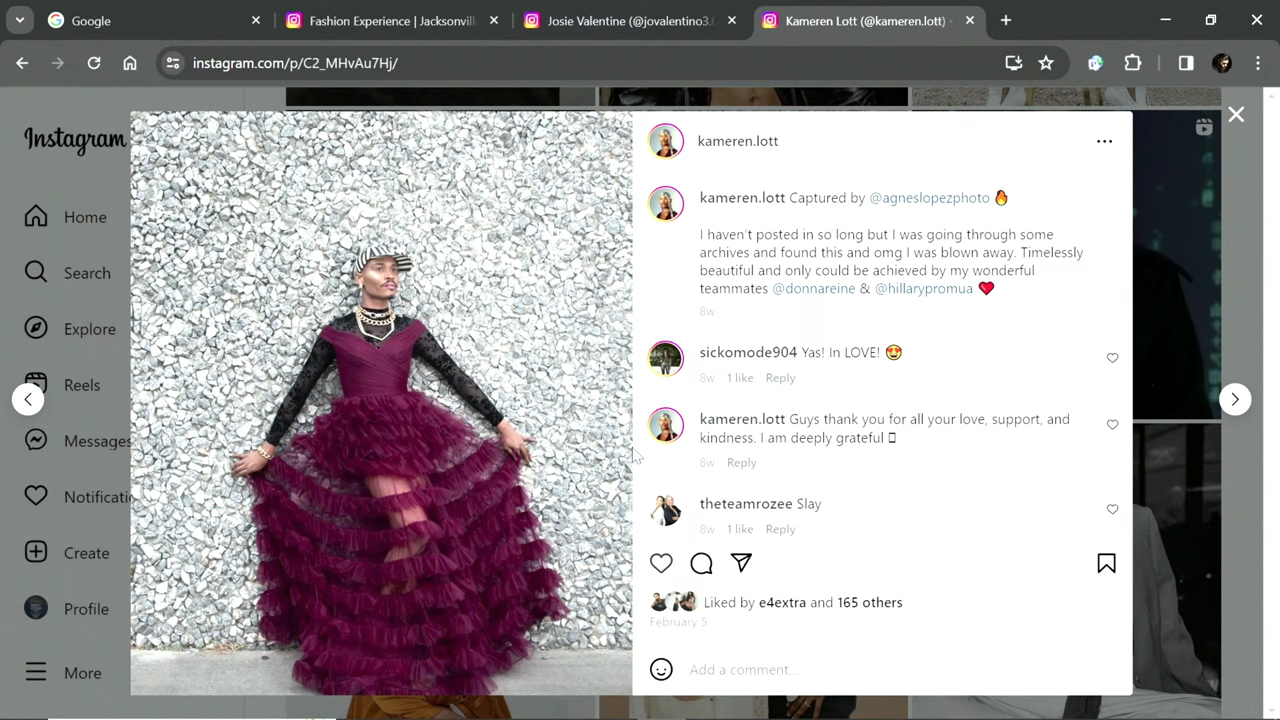 Google
Fashion Experience | Jacksonvill
Josie Valentine (@jovalentino3.
Kameren Lott (@kameren.lott)
instagram.com/p/C2_MHvAu7Hj/
Instagram
Home
Search
Explore
Reels
Messages
Notificati
Create
Profile
More
kameren.lott
kameren.lott Captured by @agneslopezphoto 🔥
I haven't posted in so long but I was going through some
archives and found this and omg I was blown away. Timelessly
beautiful and only could be achieved by my wonderful
teammates @donnareine & @hillarypromua ❤️
8w
sickomode904 Yas! In LOVE! 😍
8w 1 like Reply
kameren.lott Guys thank you for all your love, support, and
kindness. I am deeply grateful
8w Reply
theteamrozee Slay
8w 1 like Reply
Liked by e4extra and 165 others
February 5
Add a comment...